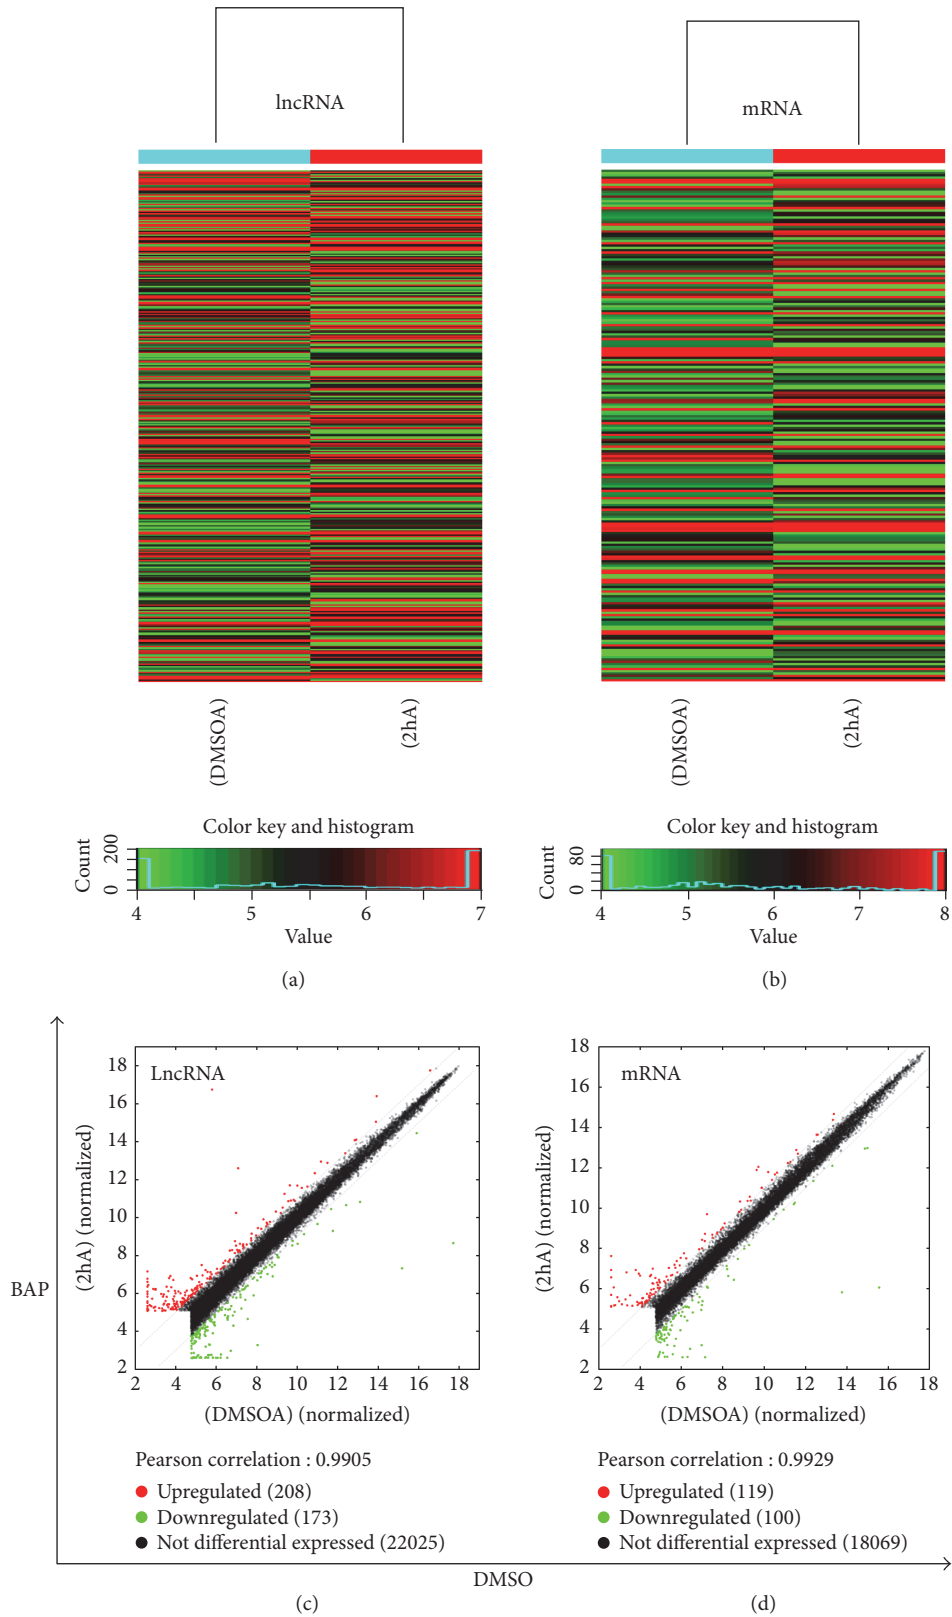 lncRNA
mRNA
(DMSOA)
(2hA)
(DMSOA)
(2hA)
Color key and histogram
Count
0
200
4
5
6
7
Value
(a)
Color key and histogram
Count
0
80
4
5
6
7
8
Value
(b)
BAP
LncRNA
(2hA) (normalized)
18
16
14
12
10
8
6
4
2
2
4
6
8
10
12
14
16
18
(DMSOA) (normalized)
Pearson correlation : 0.9905
Upregulated (208)
Downregulated (173)
Not differential expressed (22025)
(c)
mRNA
(2hA) (normalized)
18
16
14
12
10
8
6
4
2
2
4
6
8
10
12
14
16
18
(DMSOA) (normalized)
Pearson correlation : 0.9929
Upregulated (119)
Downregulated (100)
Not differential expressed (18069)
(d)
DMSO